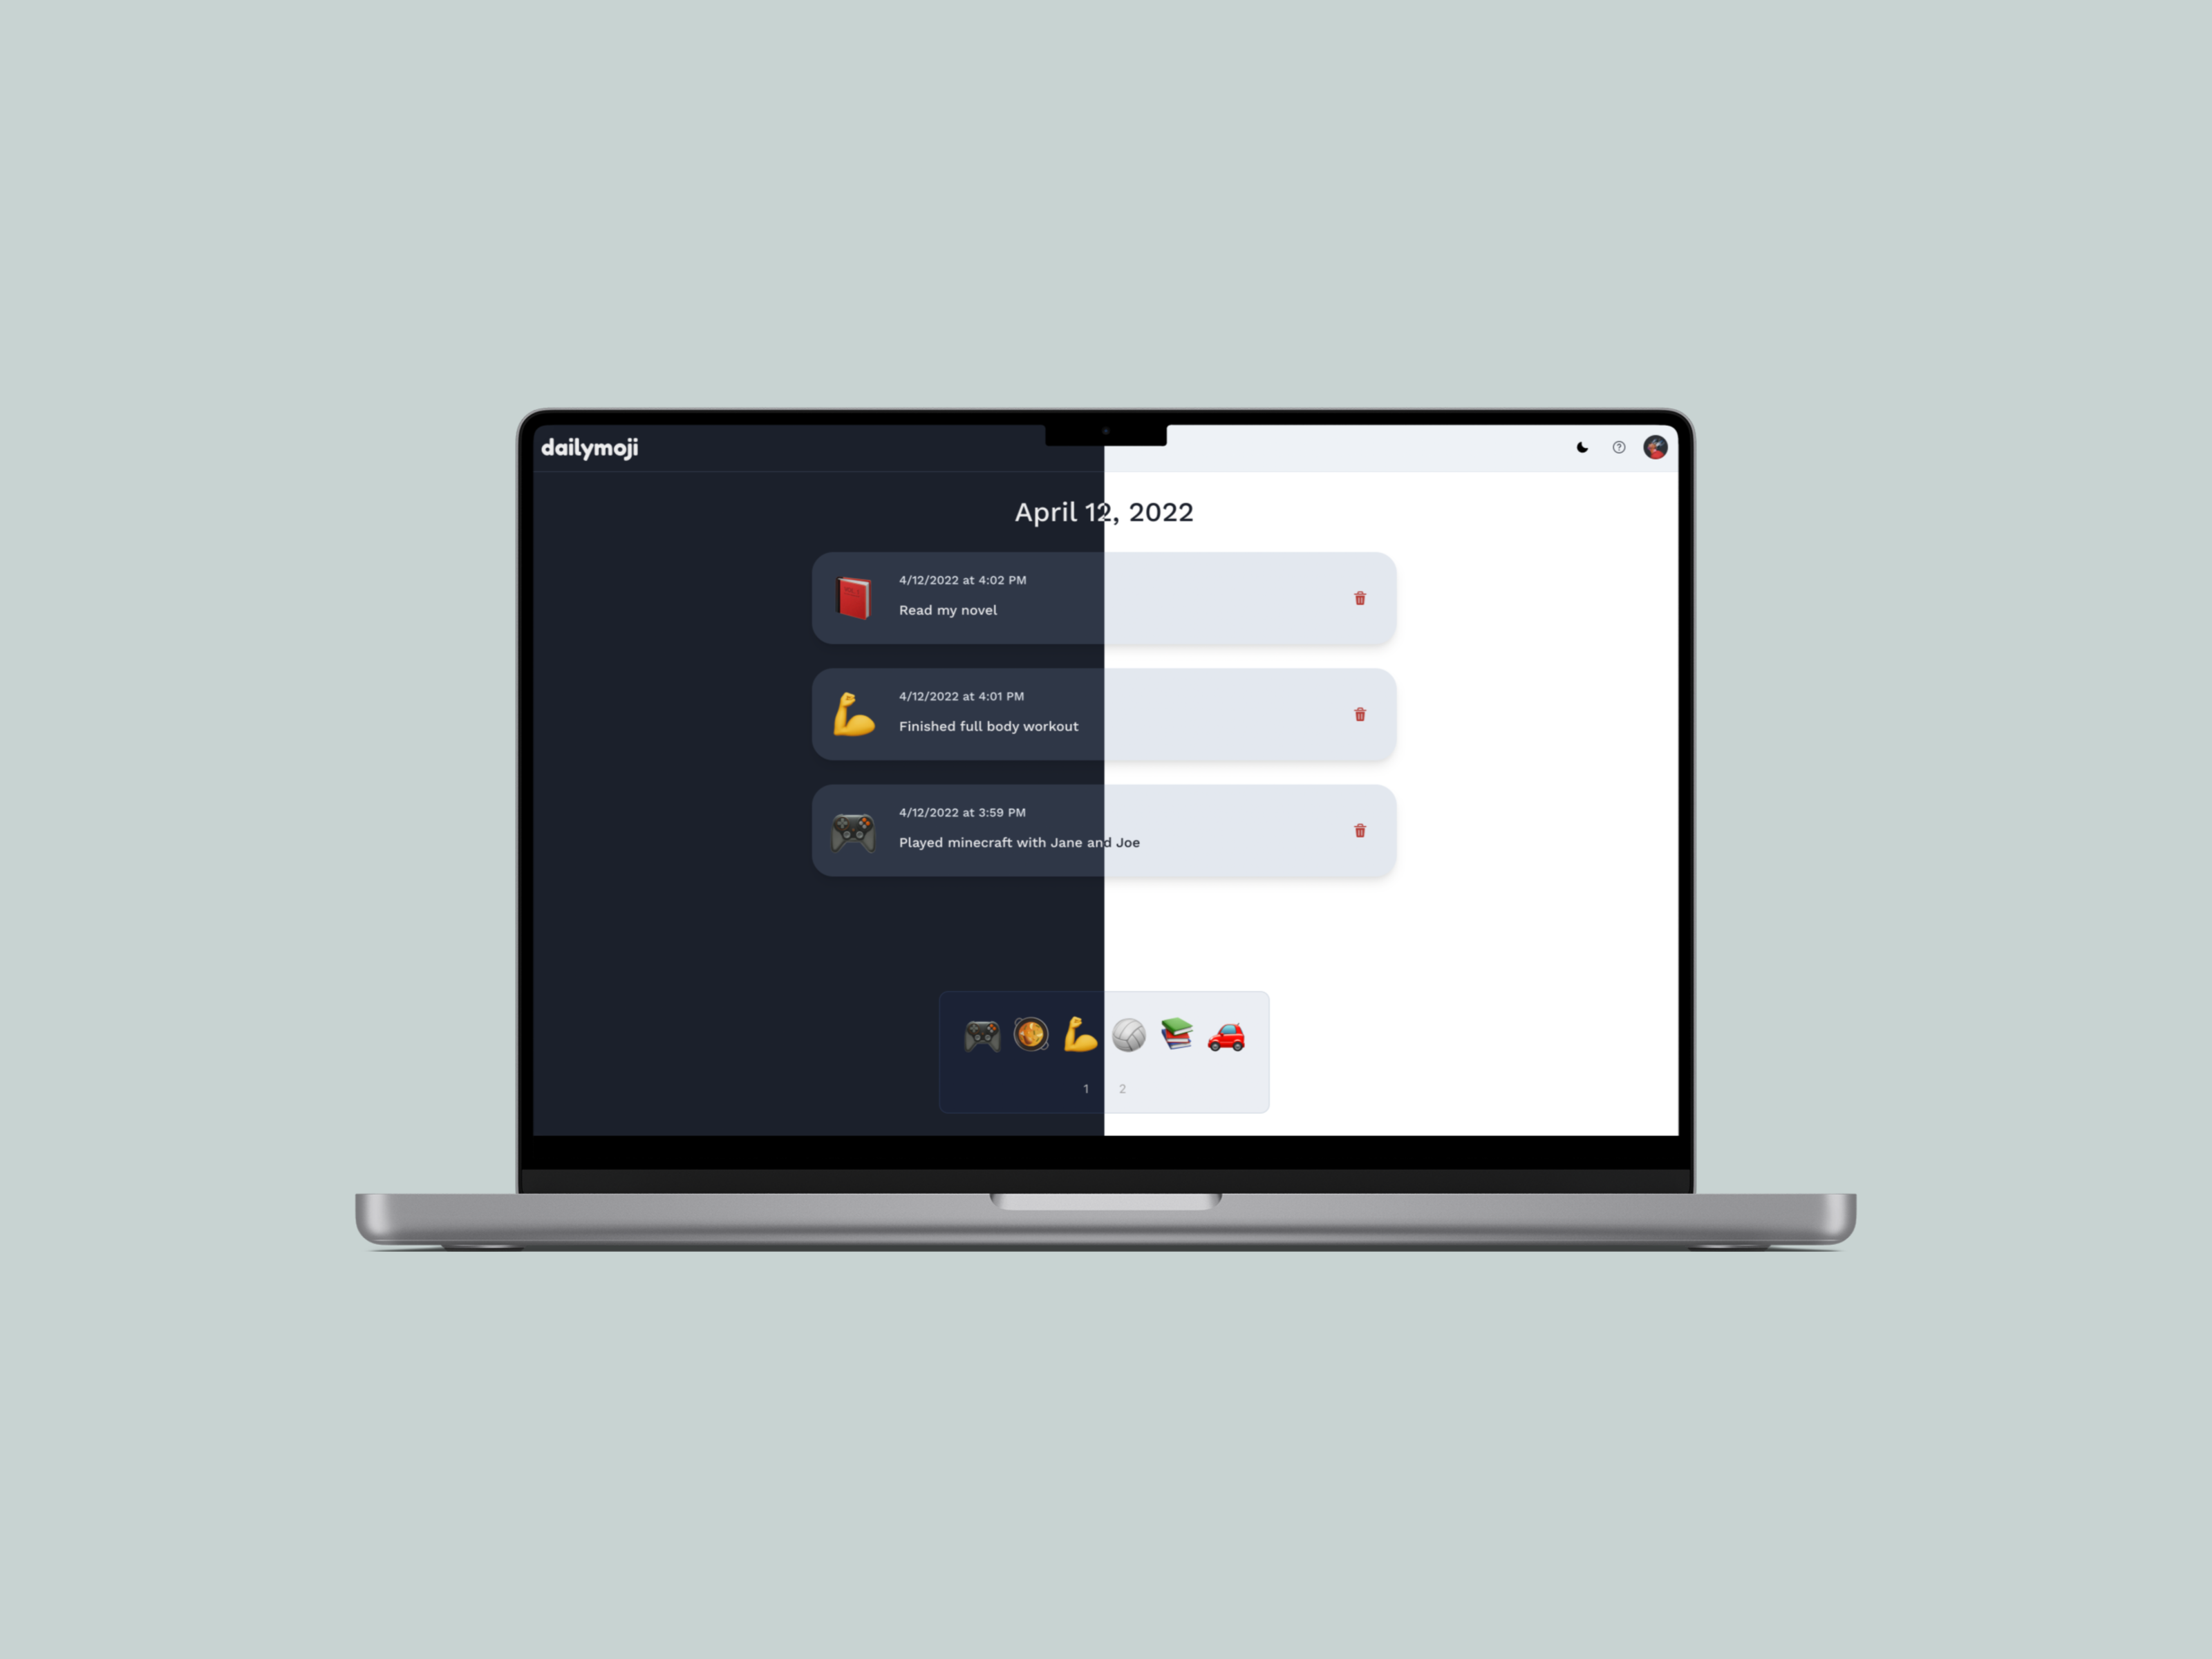 dailymoji
April 12, 2022
4/12/2022 at 4:02 PM
Read my novel
4/12/2022 at 4:01 PM
Finished full body workout
4/12/2022 at 3:59 PM
Played minecraft with Jane and Joe
1 2